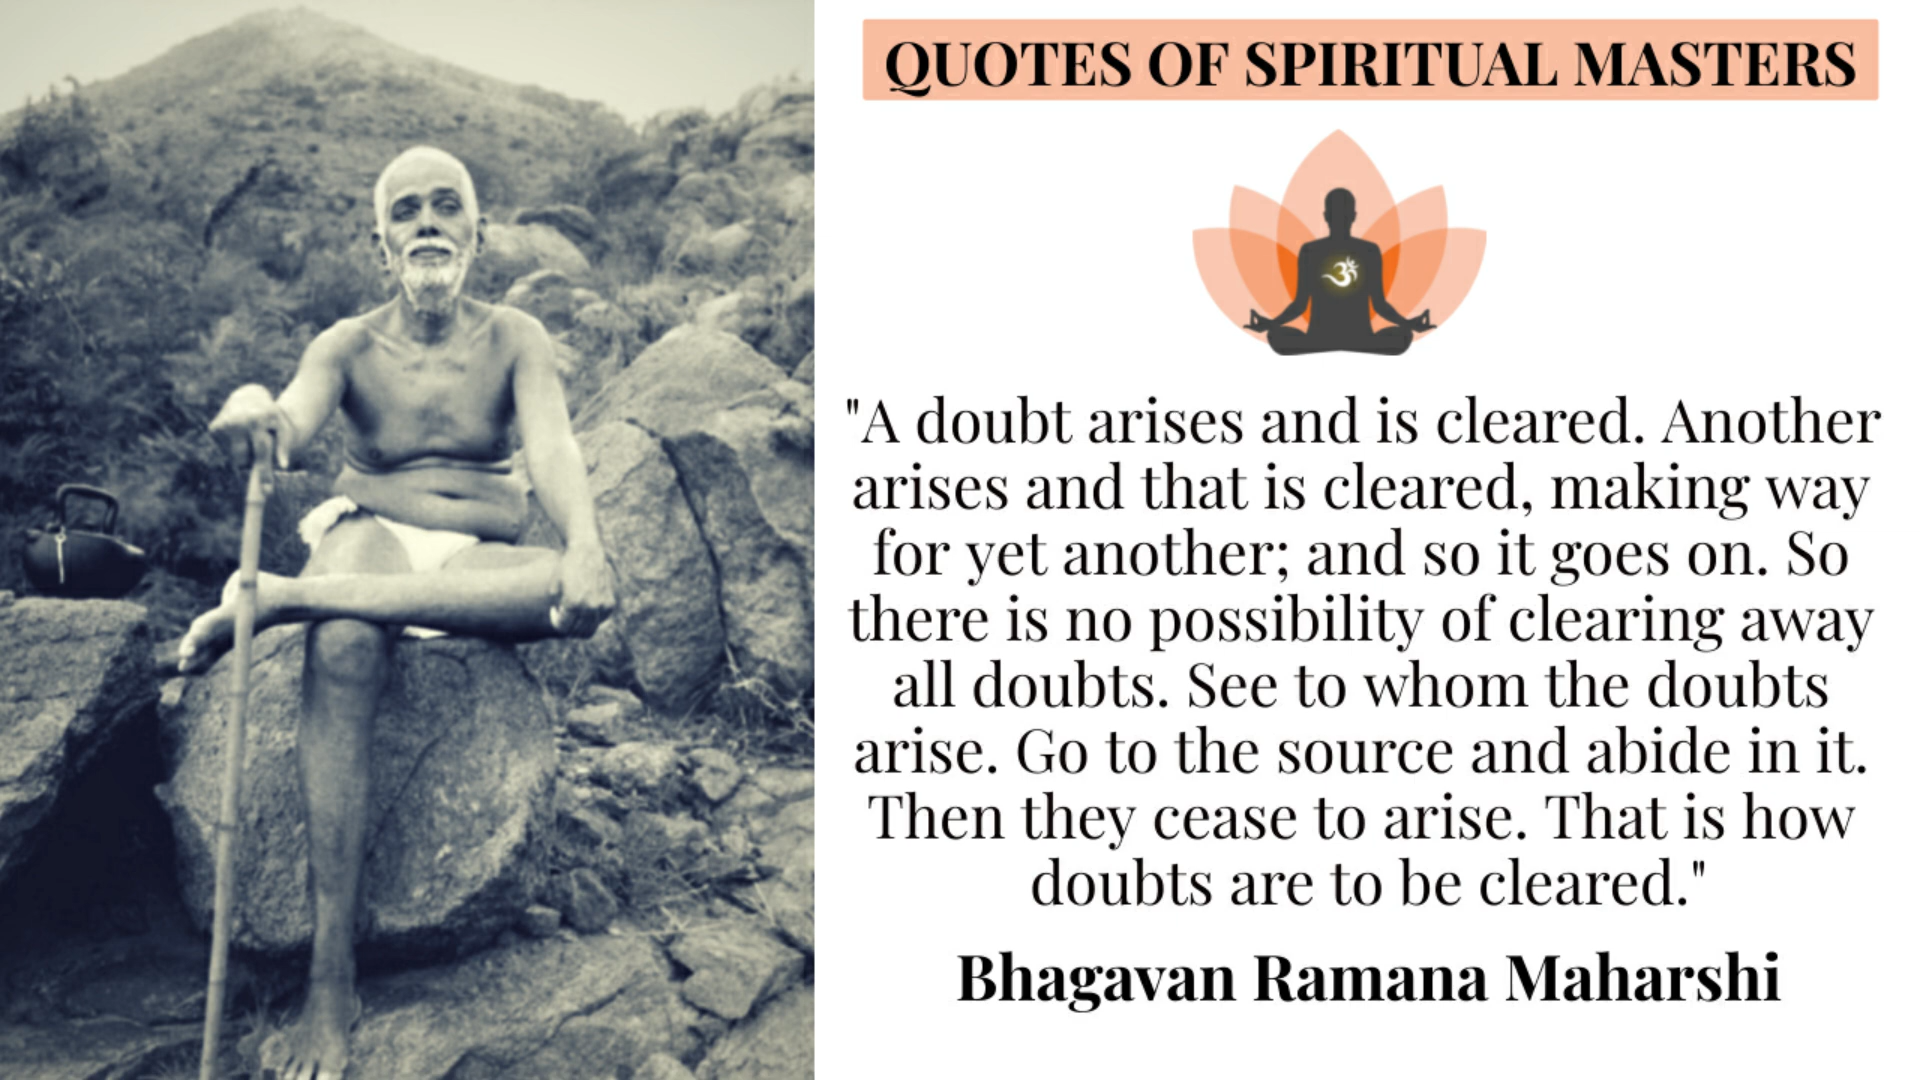 QUOTES OF SPIRITUAL MASTERS
ॐ
"A doubt arises and is cleared. Another
arises and that is cleared, making way
for yet another; and so it goes on. So
there is no possibility of clearing away
all doubts. See to whom the doubts
arise. Go to the source and abide in it.
Then they cease to arise. That is how
doubts are to be cleared."
Bhagavan Ramana Maharshi